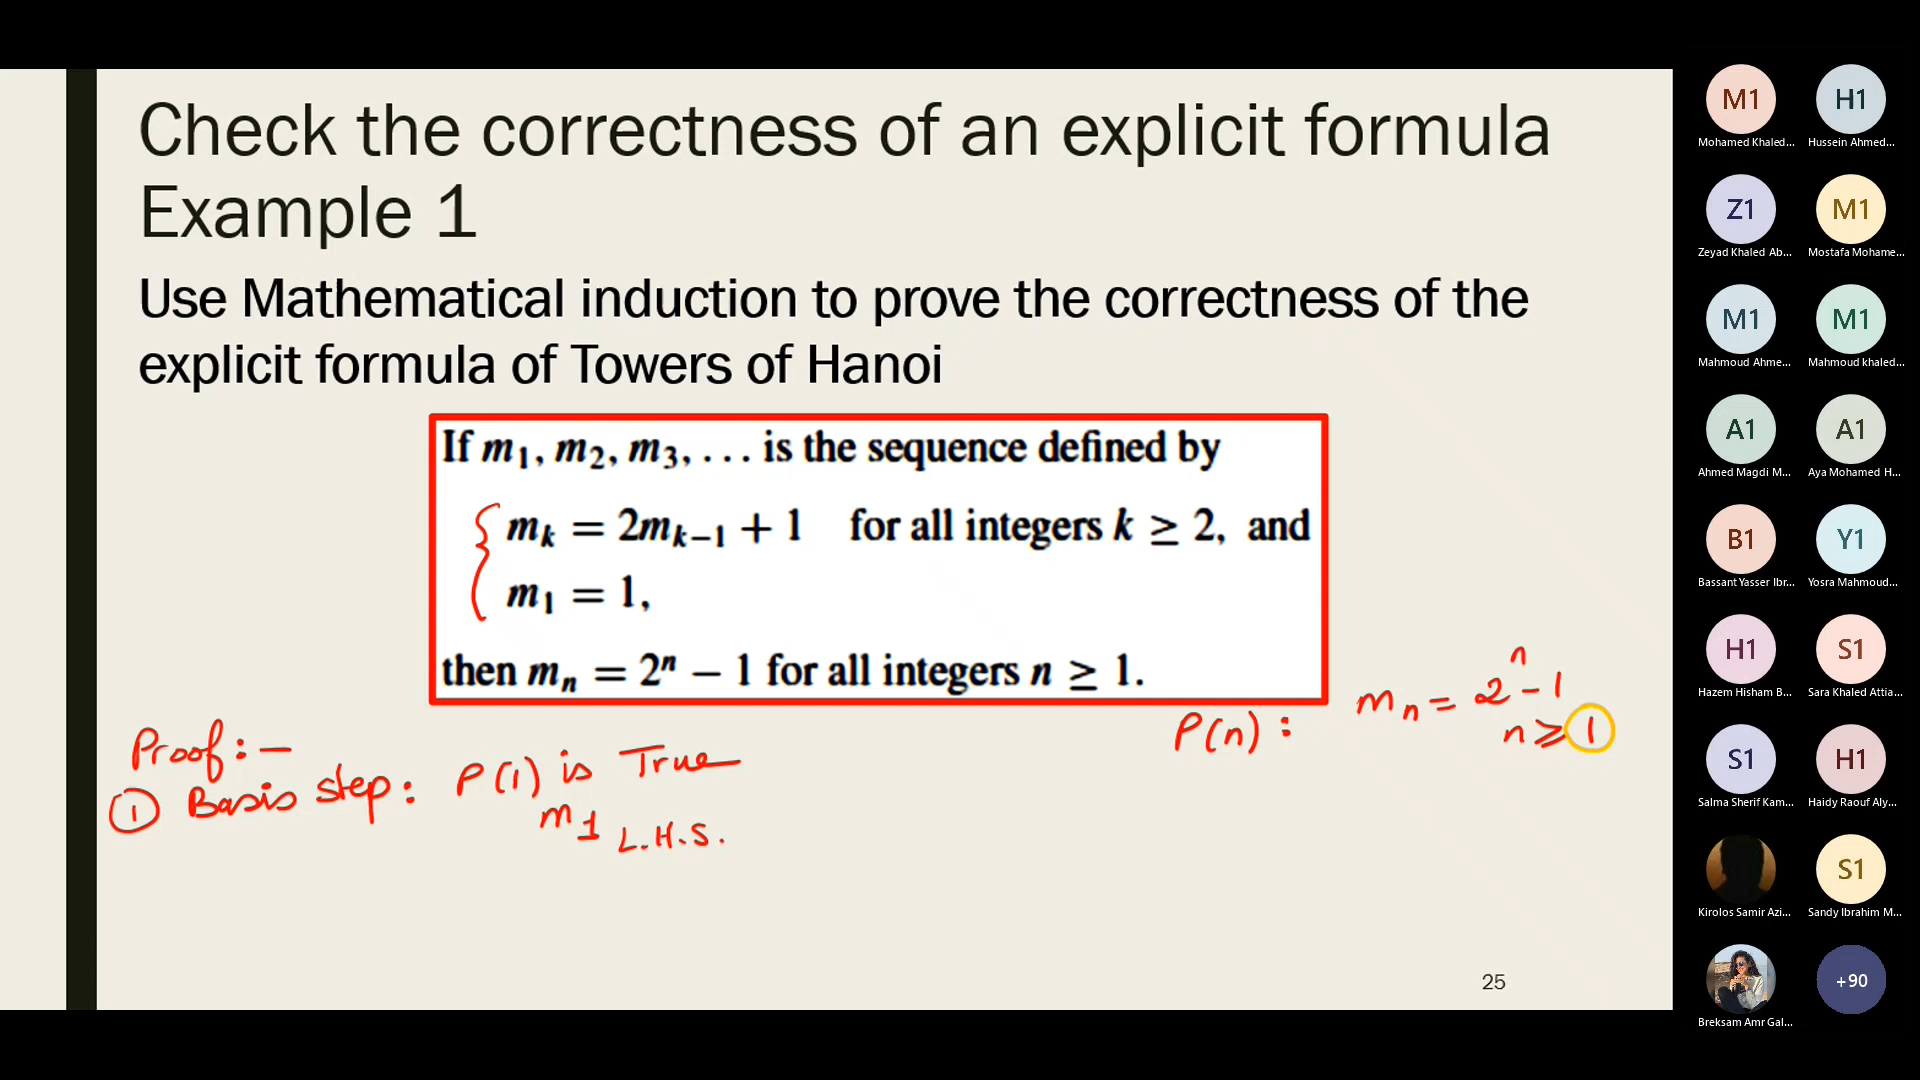 Check the correctness of an explicit formula
Example 1
Use Mathematical induction to prove the correctness of the
explicit formula of Towers of Hanoi
If m₁, m₂, m₃, . . . is the sequence defined by
mₖ = 2mₖ₋₁ + 1 for all integers k ≥ 2, and
m₁ = 1,
then mₙ = 2ⁿ − 1 for all integers n ≥ 1.
P(n) : mₙ = 2ⁿ - 1
n ≥ 1
Proof: —
① Basis step: P(1) is True
m₁ L.H.S.
25
M1 H1
Mohamed Khaled... Hussein Ahmed...
Z1 M1
Zeyad Khaled Ab... Mostafa Mohame...
M1 M1
Mahmoud Ahme... Mahmoud khaled...
A1 A1
Ahmed Magdi M... Aya Mohamed H...
B1 Y1
Bassant Yasser Ibr... Yosra Mahmoud...
H1 S1
Hazem Hisham B... Sara Khaled Attia...
S1 H1
Salma Sherif Kam... Haidy Raouf Aly...
S1
Kirolos Samir Azi... Sandy Ibrahim M...
+90
Breksam Amr Gal...